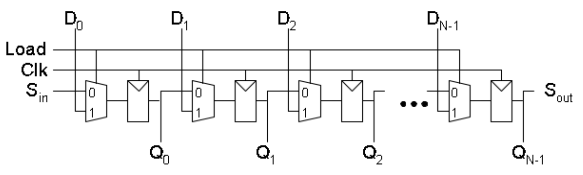 D0 D1 D2 DN-1
Load
Clk
Sin 0 1 0 1 0 1 ... 0 1 Sout
Q0 Q1 Q2 QN-1